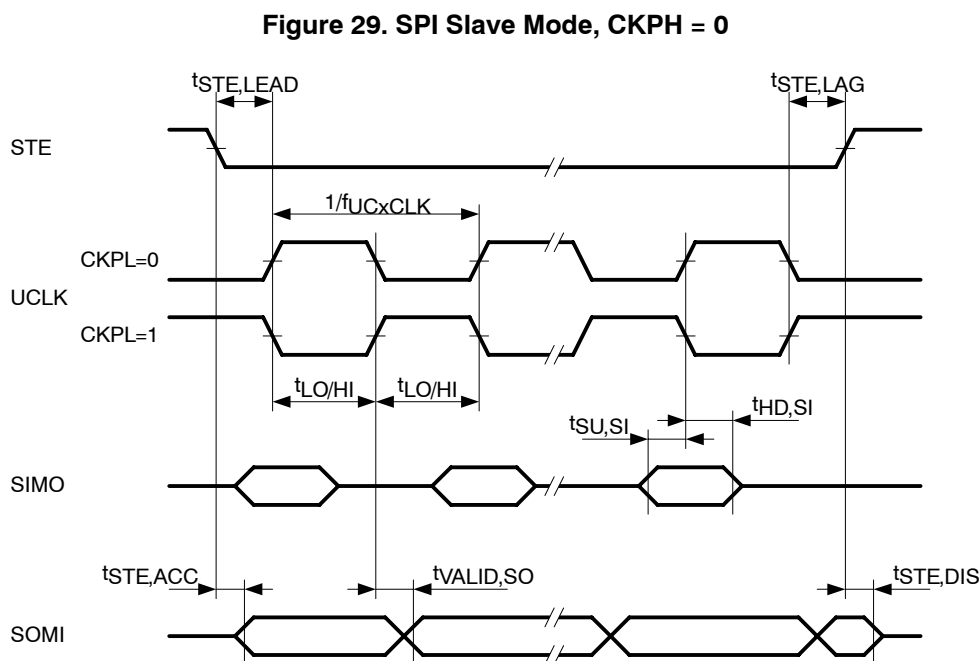 Figure 29. SPI Slave Mode, CKPH = 0
tSTE,LEAD
tSTE,LAG
STE
1/fUCxCLK
CKPL=0
UCLK
CKPL=1
tLO/HI
tLO/HI
tSU,SI
tHD,SI
SIMO
tSTE,ACC
tVALID,SO
tSTE,DIS
SOMI